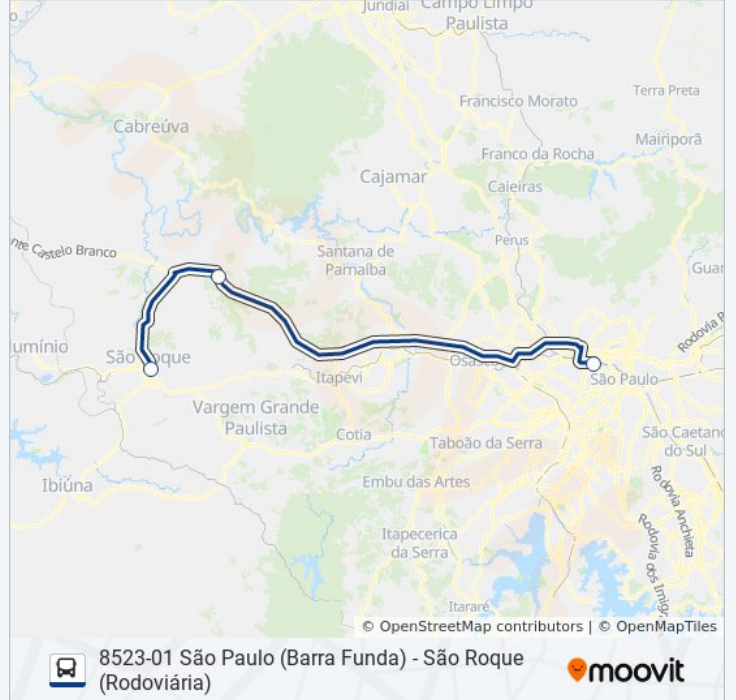 Jundiaí
Campo Limpo
Paulista
Francisco Morato
Terra Preta
Cabreúva
Mairiporã
Franco da Rocha
Cajamar
Caieiras
Perus
nte Castelo Branco
Santana de
Parnaíba
Guar
Rodovia P
lumínio
São Roque
Osasco
Itapevi
São Paulo
Vargem Grande
Paulista
Cotia
Taboão da Serra
São Caetano
do Sul
Ibiúna
Embu das Artes
Rodovia Anchieta
Itapecerica
da Serra
Rodovia dos Imigr
Itararé
© OpenStreetMap contributors | © OpenMapTiles
8523-01 São Paulo (Barra Funda) - São Roque
(Rodoviária)
moovit